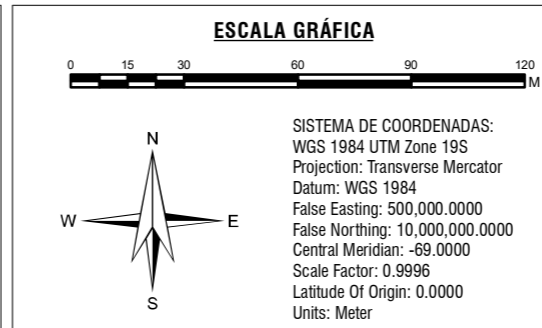 ESCALA GRÁFICA
0 15 30 60 90 120
M
N
W E
S
SISTEMA DE COORDENADAS:
WGS 1984 UTM Zone 19S
Projection: Transverse Mercator
Datum: WGS 1984
False Easting: 500,000.0000
False Northing: 10,000,000.0000
Central Meridian: -69.0000
Scale Factor: 0.9996
Latitude Of Origin: 0.0000
Units: Meter